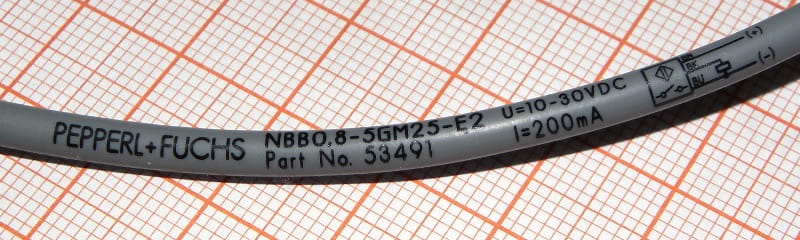 PEPPERL+FUCHS
NBB0,8-5GM25-E2
Part No. 53491
U=10-30VDC
I=200mA
BN (+)
BK
BU (-)